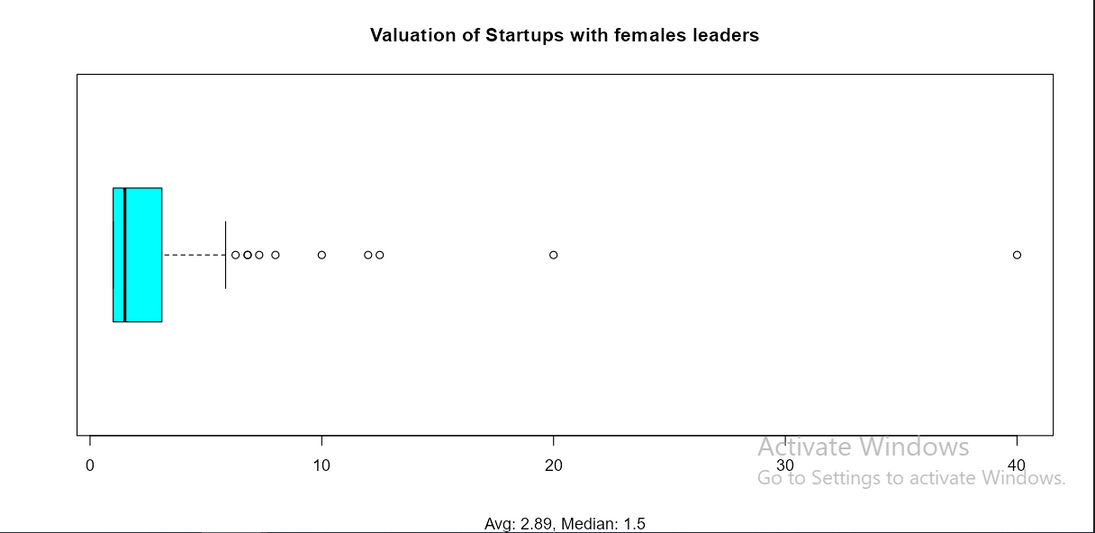 Valuation of Startups with females leaders
0 10 20 30 40
Activate Windows
Go to Settings to activate Windows.
Avg: 2.89, Median: 1.5